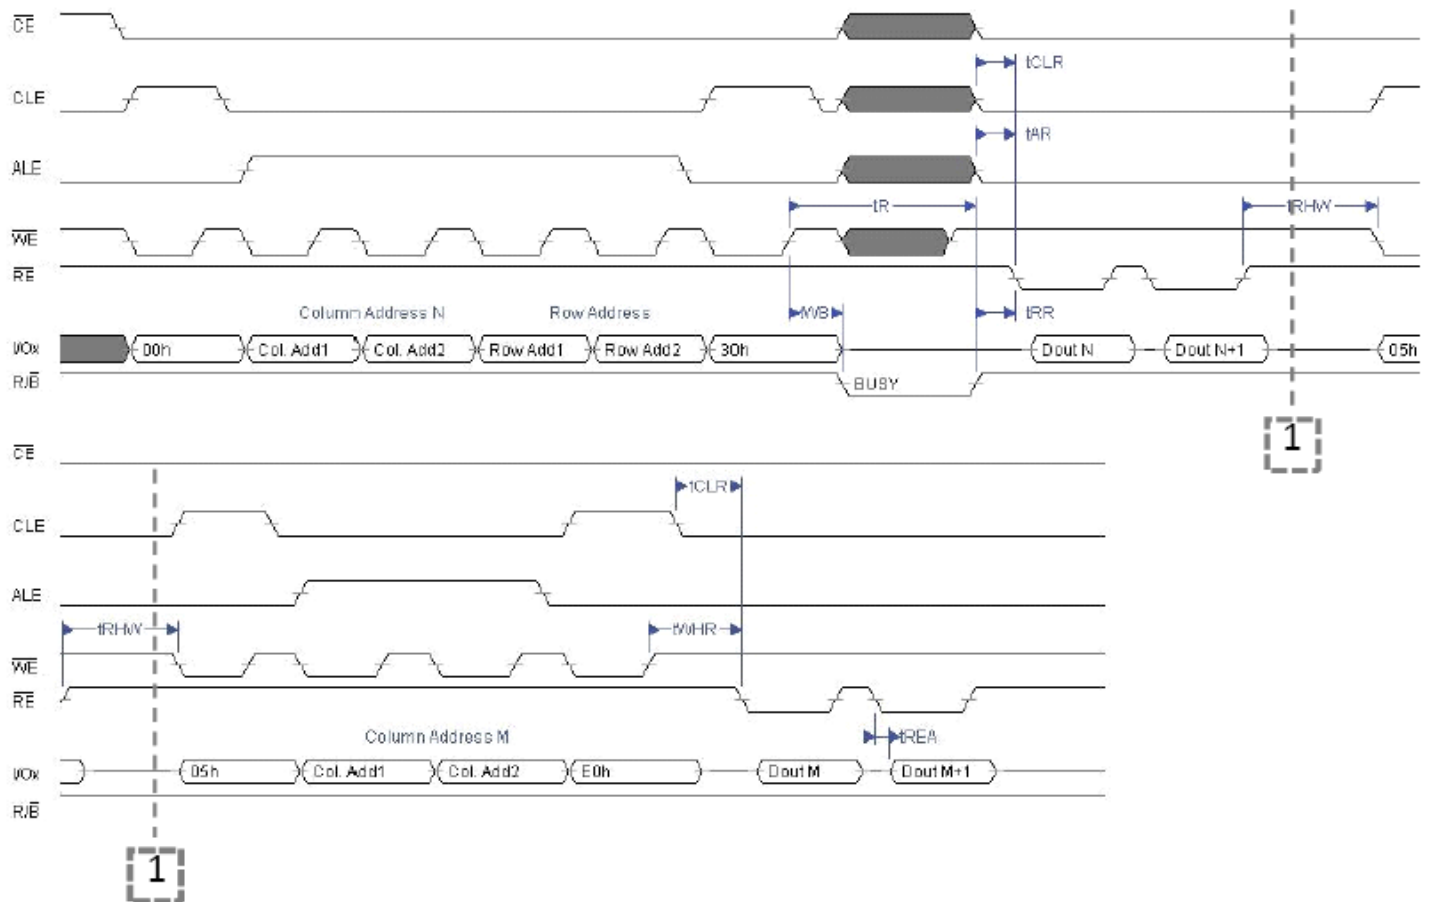 CE
tCLR
CLE
tAR
ALE
tR
tRHW
WE
RE
Column Address N Row Address
tWB tRR
I/Ox 00h Col. Add1 Col. Add2 Row Add1 Row Add2 30h Dout N Dout N+1 05h
R/B BUSY
1
CE
tCLR
CLE
ALE
tRHW tWHR
WE
RE
Column Address M tREA
I/Ox 05h Col. Add1 Col. Add2 E0h Dout M Dout M+1
R/B
1